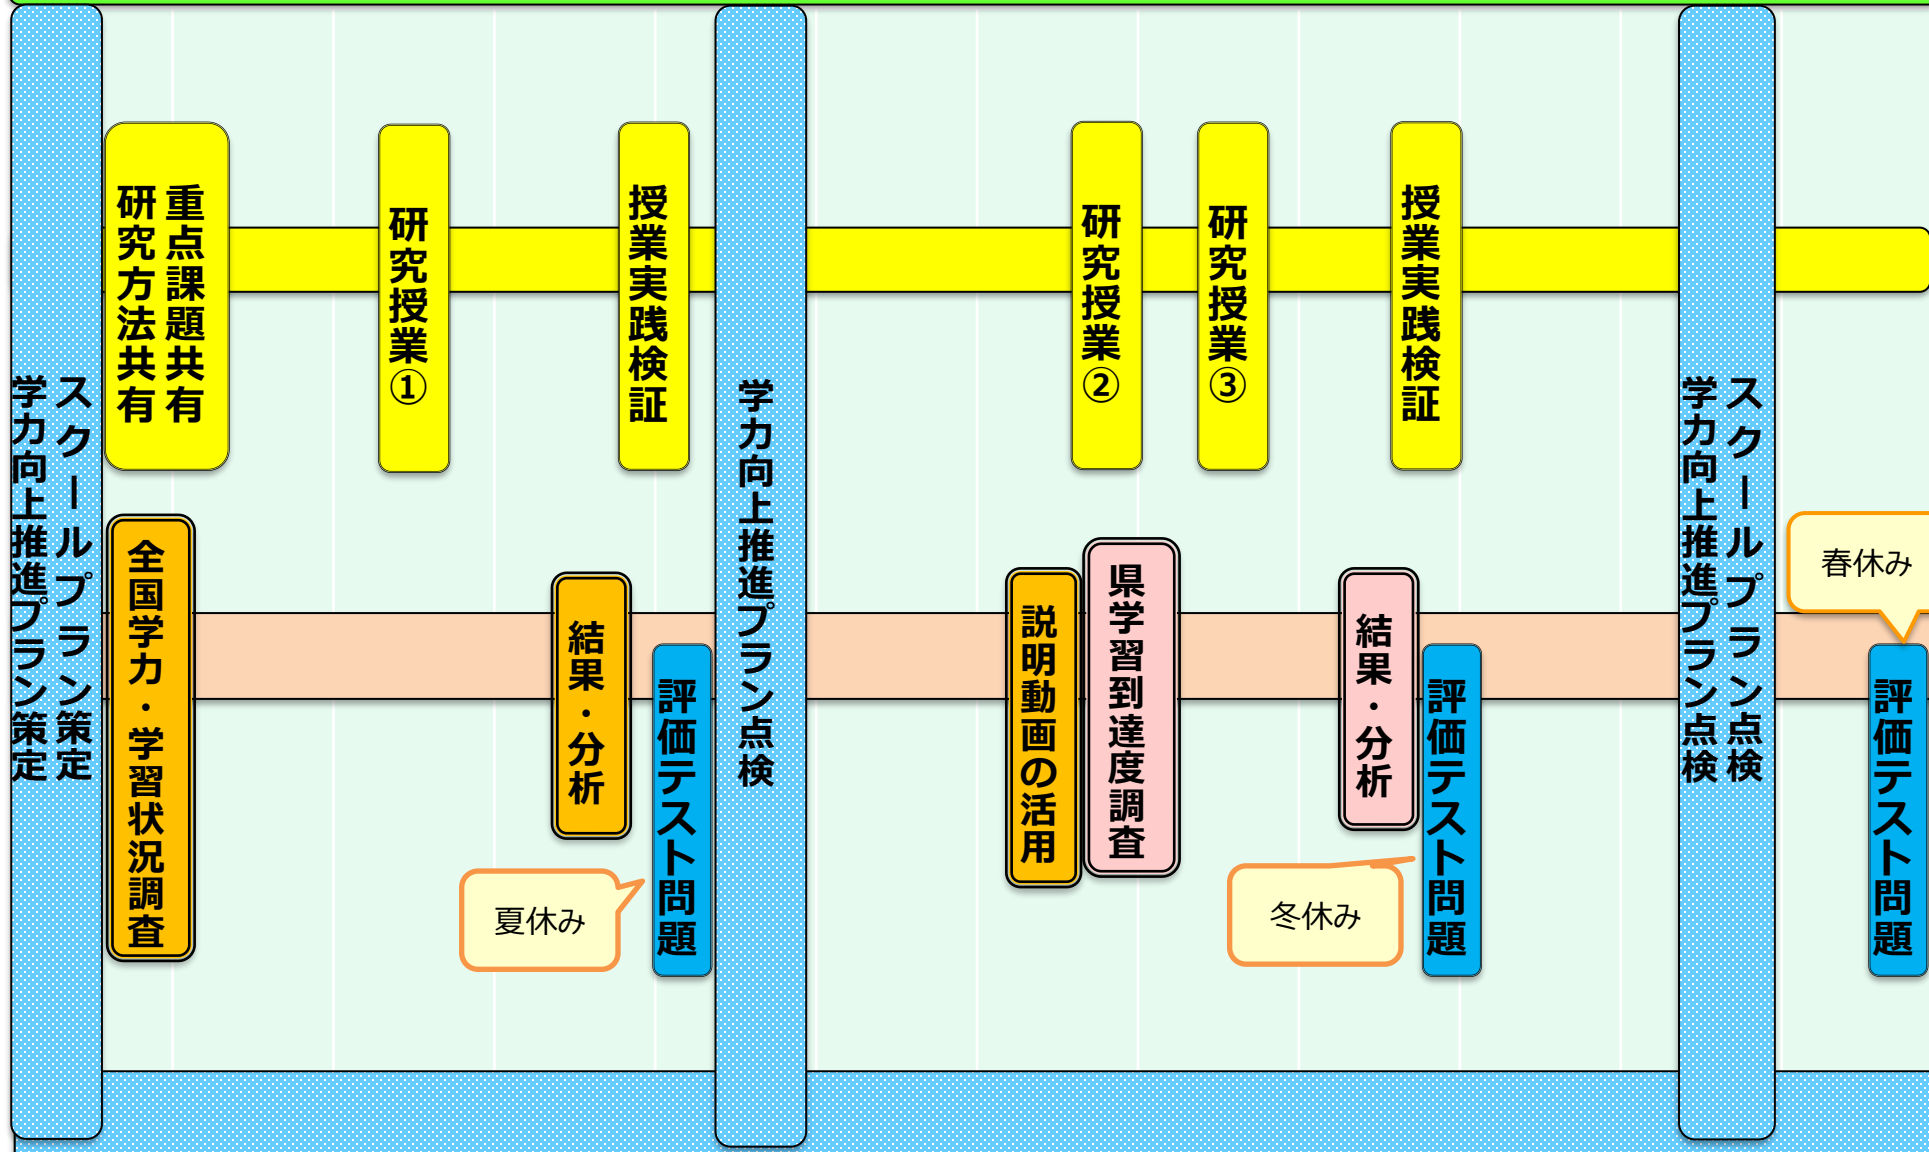 スクールプラン策定
学力向上推進プラン策定
重点課題共有
研究方法共有
研究授業①
授業実践検証
学力向上推進プラン点検
研究授業②
研究授業③
授業実践検証
スクールプラン点検
学力向上推進プラン点検
全国学力・学習状況調査
結果・分析
評価テスト問題
夏休み
説明動画の活用
県学習到達度調査
結果・分析
評価テスト問題
冬休み
春休み
評価テスト問題